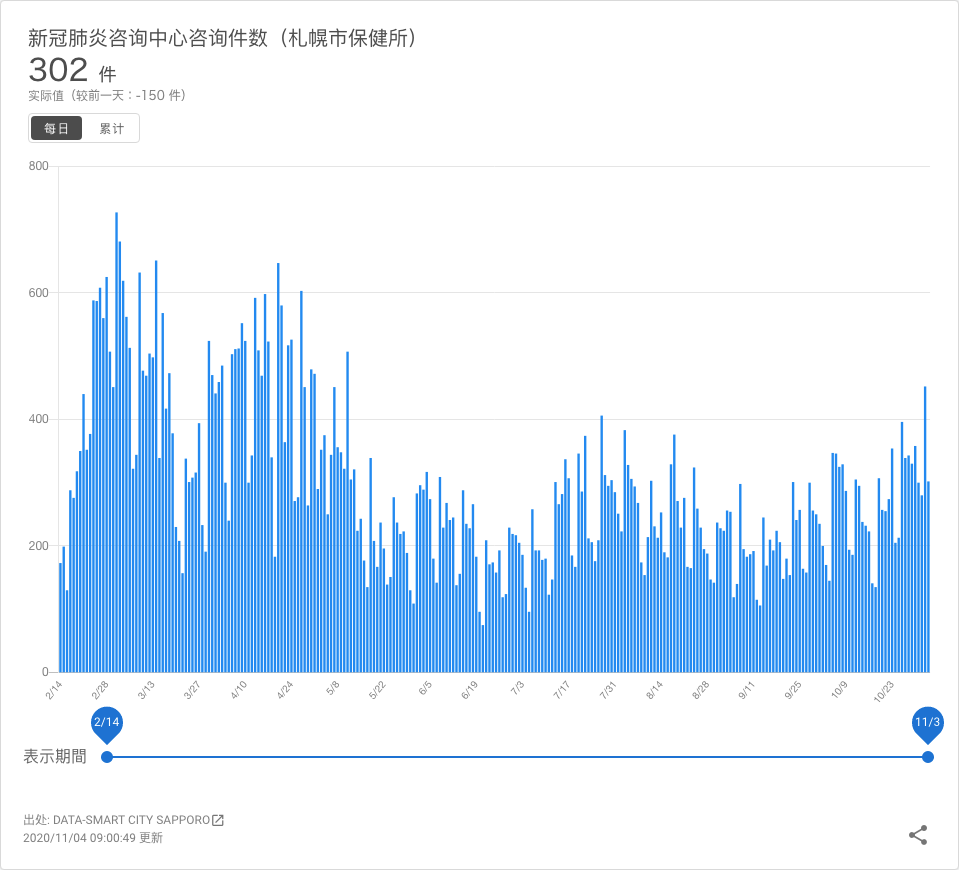 新冠肺炎咨询中心咨询件数（札幌市保健所）
302 件
实际值（较前一天：-150 件）
每日 累计
800
600
400
200
0
2/14 2/28 3/13 3/27 4/10 4/24 5/8 5/22 6/5 6/19 7/3 7/17 7/31 8/14 8/28 9/11 9/25 10/9 10/23
2/14 11/3
表示期間
出处: DATA-SMART CITY SAPPORO
2020/11/04 09:00:49 更新